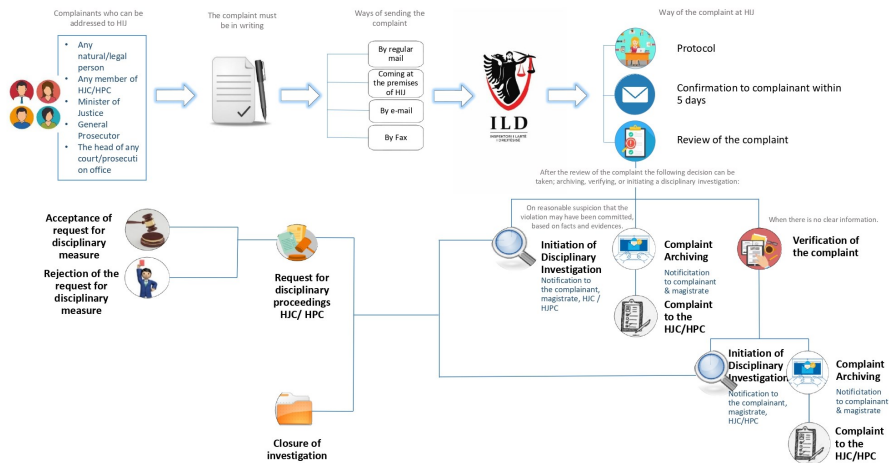 Complainants who can be
addressed to HIJ
• Any
natural/legal
person
• Any member of
HJC/HPC
• Minister of
Justice
• General
Prosecutor
• The head of any
court/prosecuti
on office
The complaint must
be in writing
Ways of sending the
complaint
By regular
mail
Coming at
the premises
of HIJ
By e-mail
By Fax
ILD
INSPEKTORI I LARTË
I DREJTËSISË
Way of the complaint at HIJ
Protocol
Confirmation to complainant within
5 days
Review of the complaint
After the review of the complaint the following decision can be
taken; archiving, verifying, or initiating a disciplinary investigation:
On reasonable suspicion that the
violation may have been committed,
based on facts and evidences.
When there is no clear information.
Initiation of
Disciplinary
Investigation
Notification to
the complainant,
magistrate, HJC /
HJPC
Complaint
Archiving
Notificitation
to complainant
& magistrate
Complaint
to the
HJC/HPC
Verification of
the complaint
Acceptance of
request for
disciplinary
measure
Rejection of the
request for
disciplinary
measure
Request for
disciplinary
proceedings
HJC/ HPC
Closure of
investigation
Initiation of
Disciplinary
Investigation
Notification to
the complainant,
magistrate,
HJC/HPC
Complaint
Archiving
Notificitation
to complainant
& magistrate
Complaint
to the
HJC/HPC